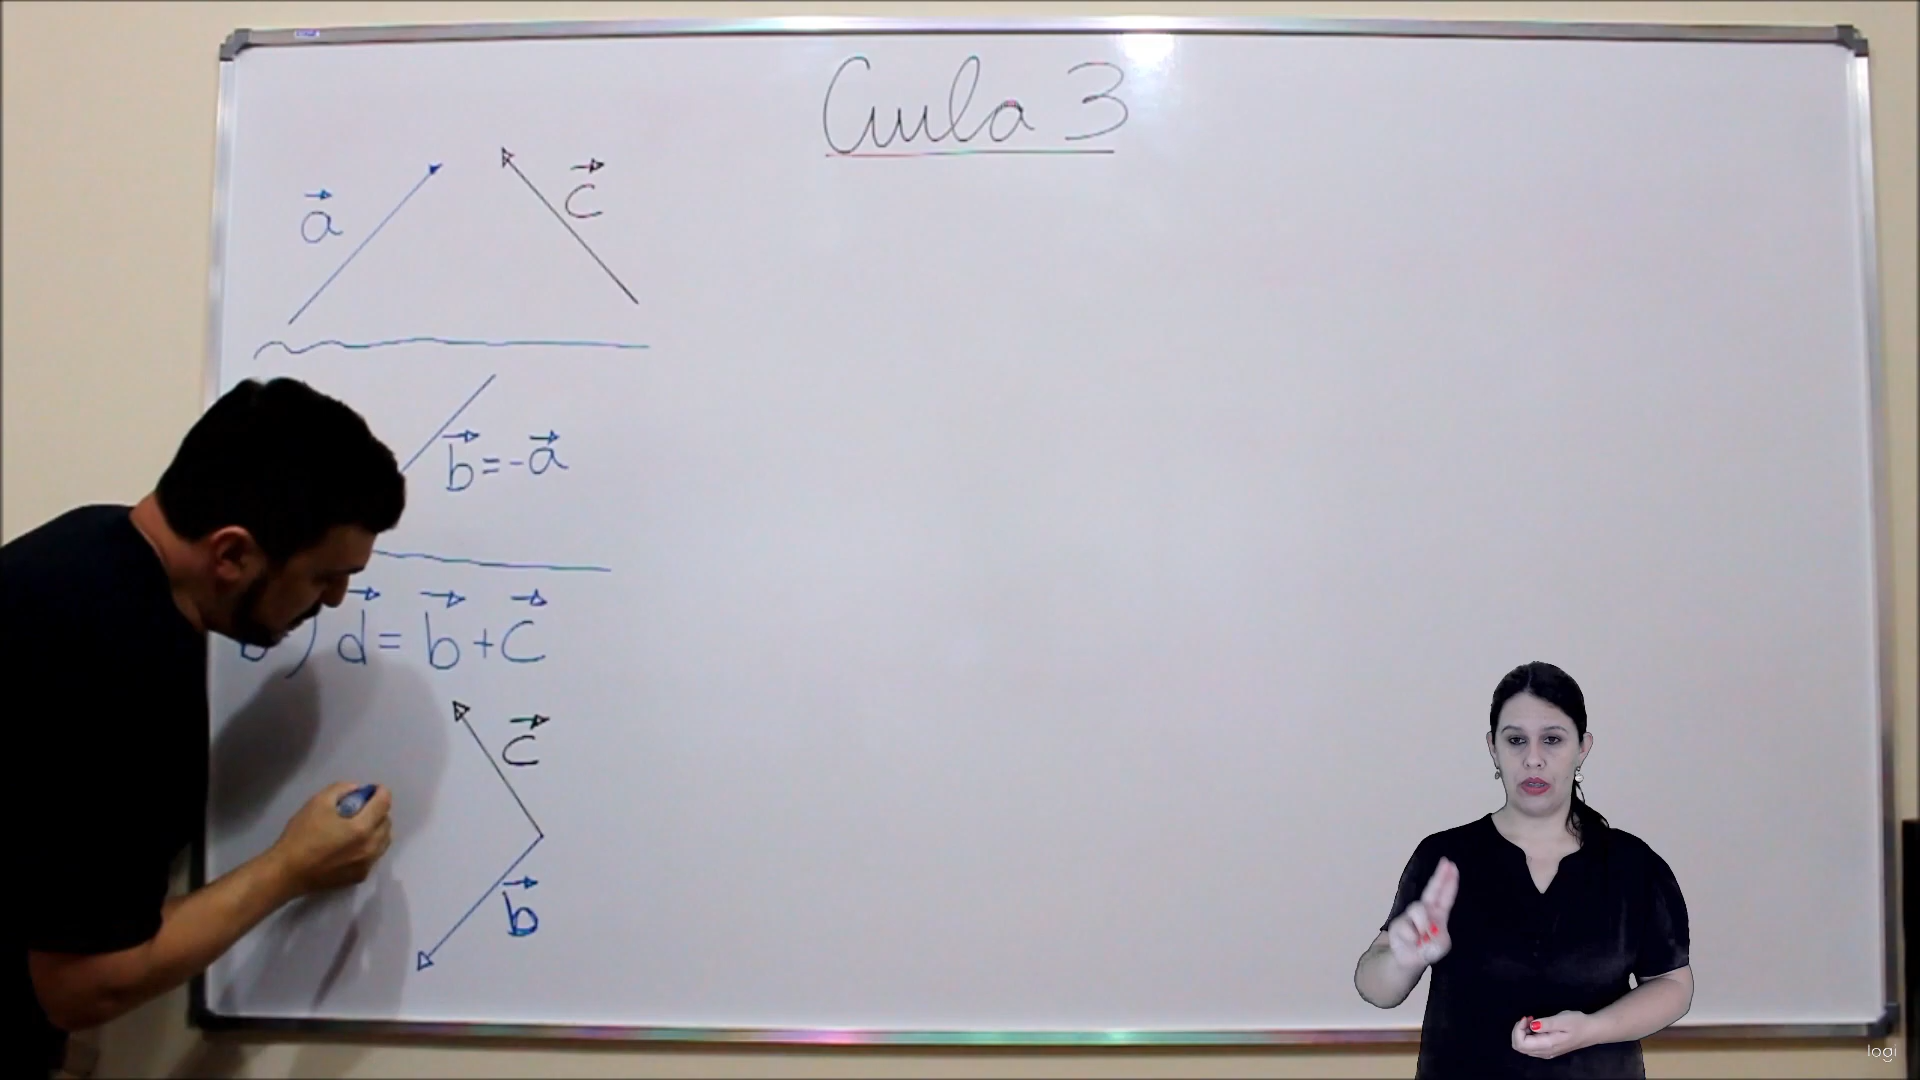 Aula 3
a
c
b = -a
b) d = b + c
c
b
logi